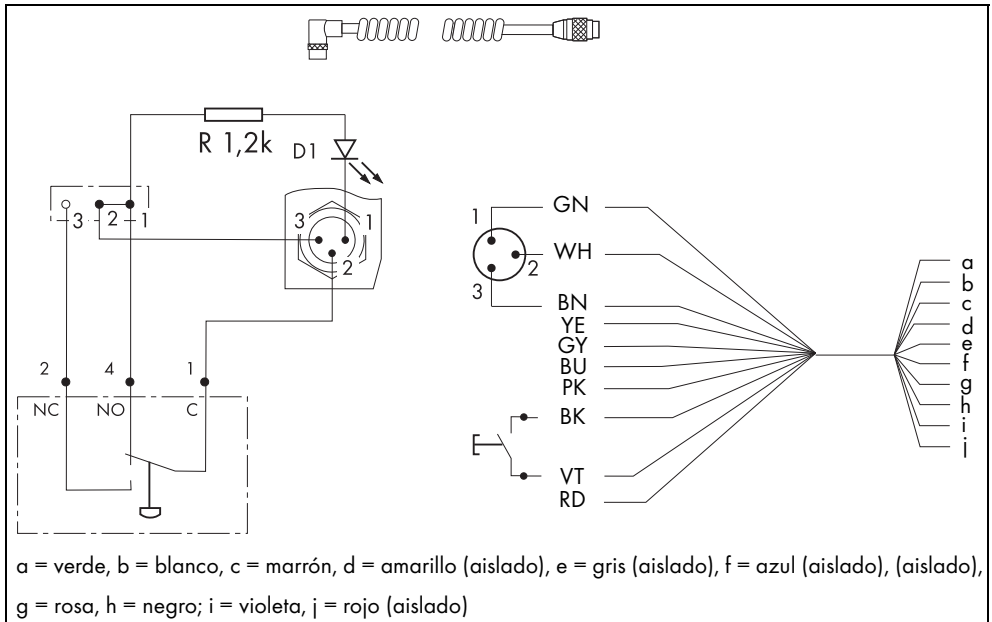 R 1,2k
D1
3 2 1
3 1
2
2 4 1
NC NO C
1
2
3
GN
WH
BN
YE
GY
BU
PK
BK
VT
RD
a
b
c
d
e
f
g
h
i
j
a = verde, b = blanco, c = marrón, d = amarillo (aislado), e = gris (aislado), f = azul (aislado), (aislado),
g = rosa, h = negro; i = violeta, j = rojo (aislado)